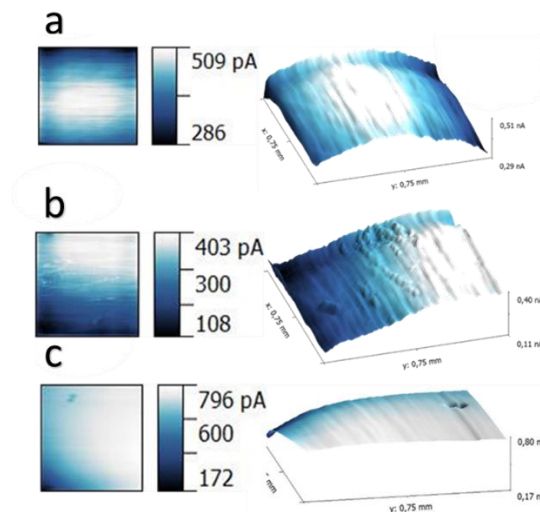 a
509 pA
286
x: 0,75 mm
y: 0,75 mm
0,51 nA
0,29 nA
b
403 pA
300
108
x: 0,75 mm
y: 0,75 mm
0,40 n
0,11 n
c
796 pA
600
172
mm
y: 0,75 mm
0,80 n
0,17 n